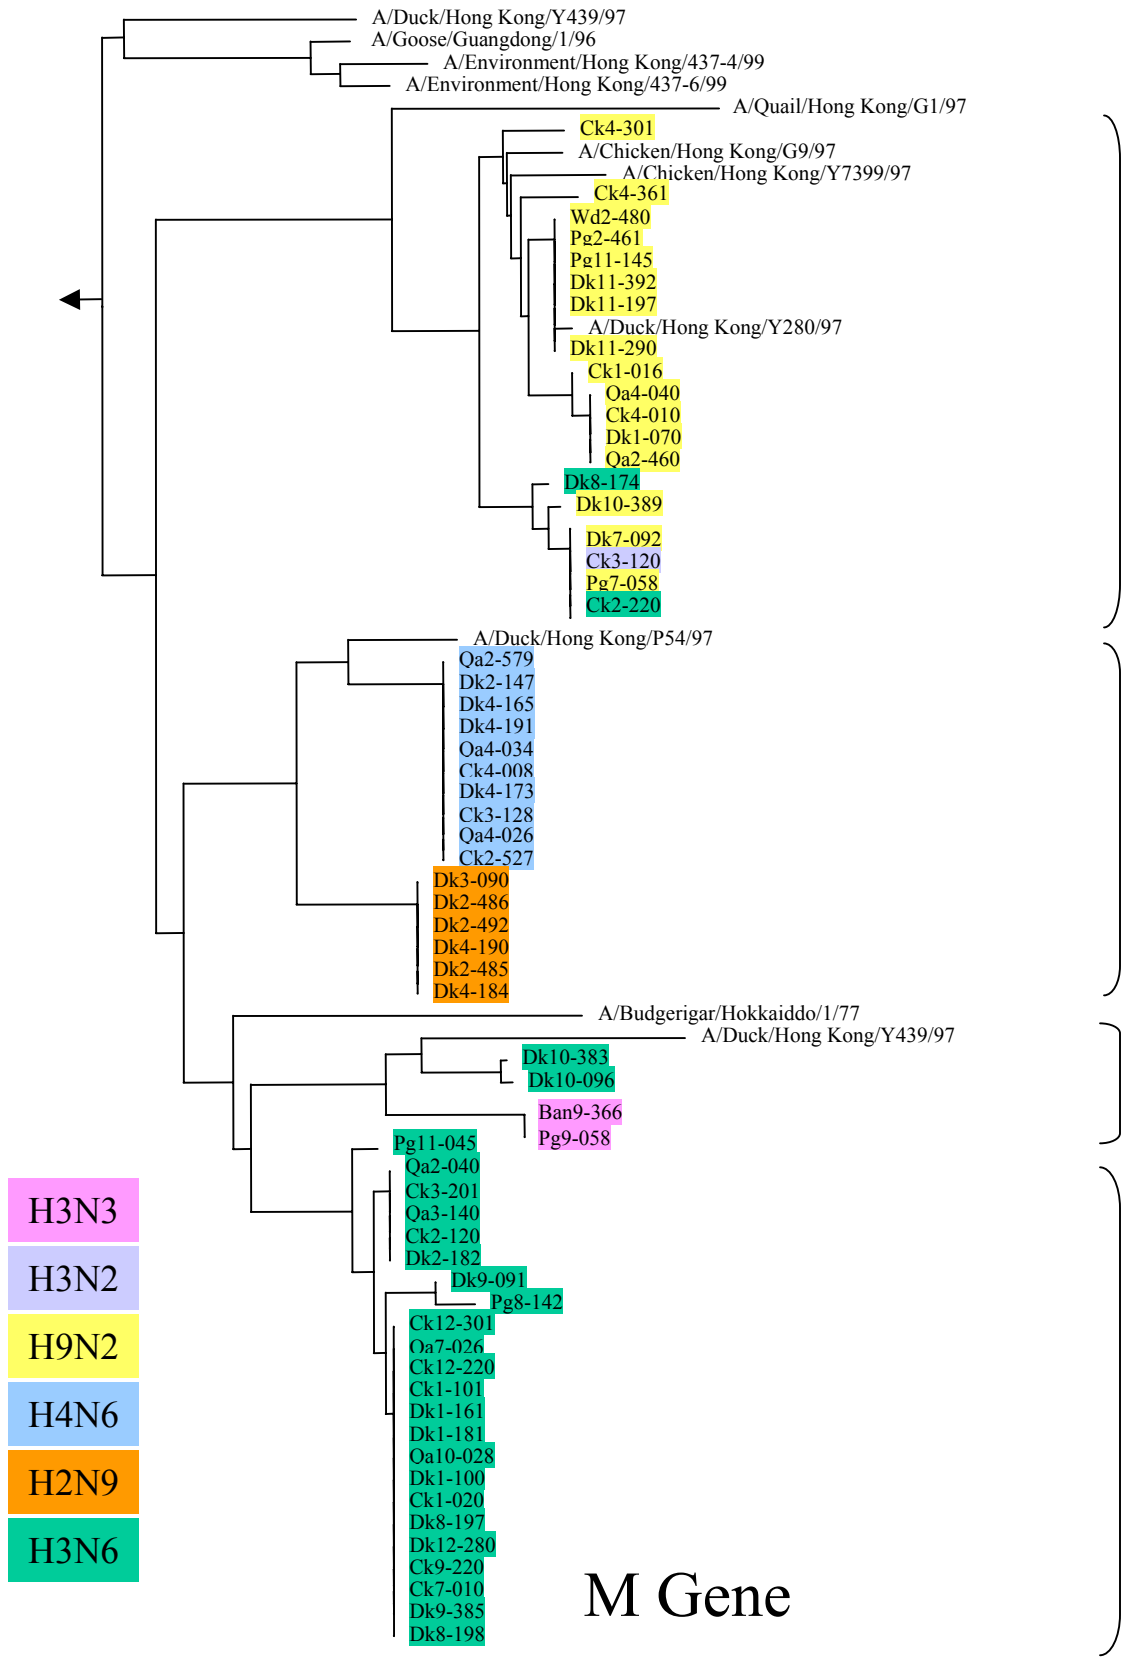 A/Duck/Hong Kong/Y439/97
A/Goose/Guangdong/1/96
A/Environment/Hong Kong/437-4/99
A/Environment/Hong Kong/437-6/99
A/Quail/Hong Kong/G1/97
Ck4-301
A/Chicken/Hong Kong/G9/97
A/Chicken/Hong Kong/Y7399/97
Ck4-361
Wd2-480
Pg2-461
Pg11-145
Dk11-392
Dk11-197
A/Duck/Hong Kong/Y280/97
Dk11-290
Ck1-016
Qa4-040
Ck4-010
Dk1-070
Qa2-460
Dk8-174
Dk10-389
Dk7-092
Ck3-120
Pg7-058
Ck2-220
A/Duck/Hong Kong/P54/97
Qa2-579
Dk2-147
Dk4-165
Dk4-191
Qa4-034
Ck4-008
Dk4-173
Ck3-128
Qa4-026
Ck2-527
Dk3-090
Dk2-486
Dk2-492
Dk4-190
Dk2-485
Dk4-184
A/Budgerigar/Hokkaiddo/1/77
A/Duck/Hong Kong/Y439/97
Dk10-383
Dk10-096
Ban9-366
Pg9-058
Pg11-045
Qa2-040
Ck3-201
Qa3-140
Ck2-120
Dk2-182
Dk9-091
Pg8-142
Ck12-301
Qa7-026
Ck12-220
Ck1-101
Dk1-161
Dk1-181
Qa10-028
Dk1-100
Ck1-020
Dk8-197
Dk12-280
Ck9-220
Ck7-010
Dk9-385
Dk8-198
H3N3
H3N2
H9N2
H4N6
H2N9
H3N6
M Gene